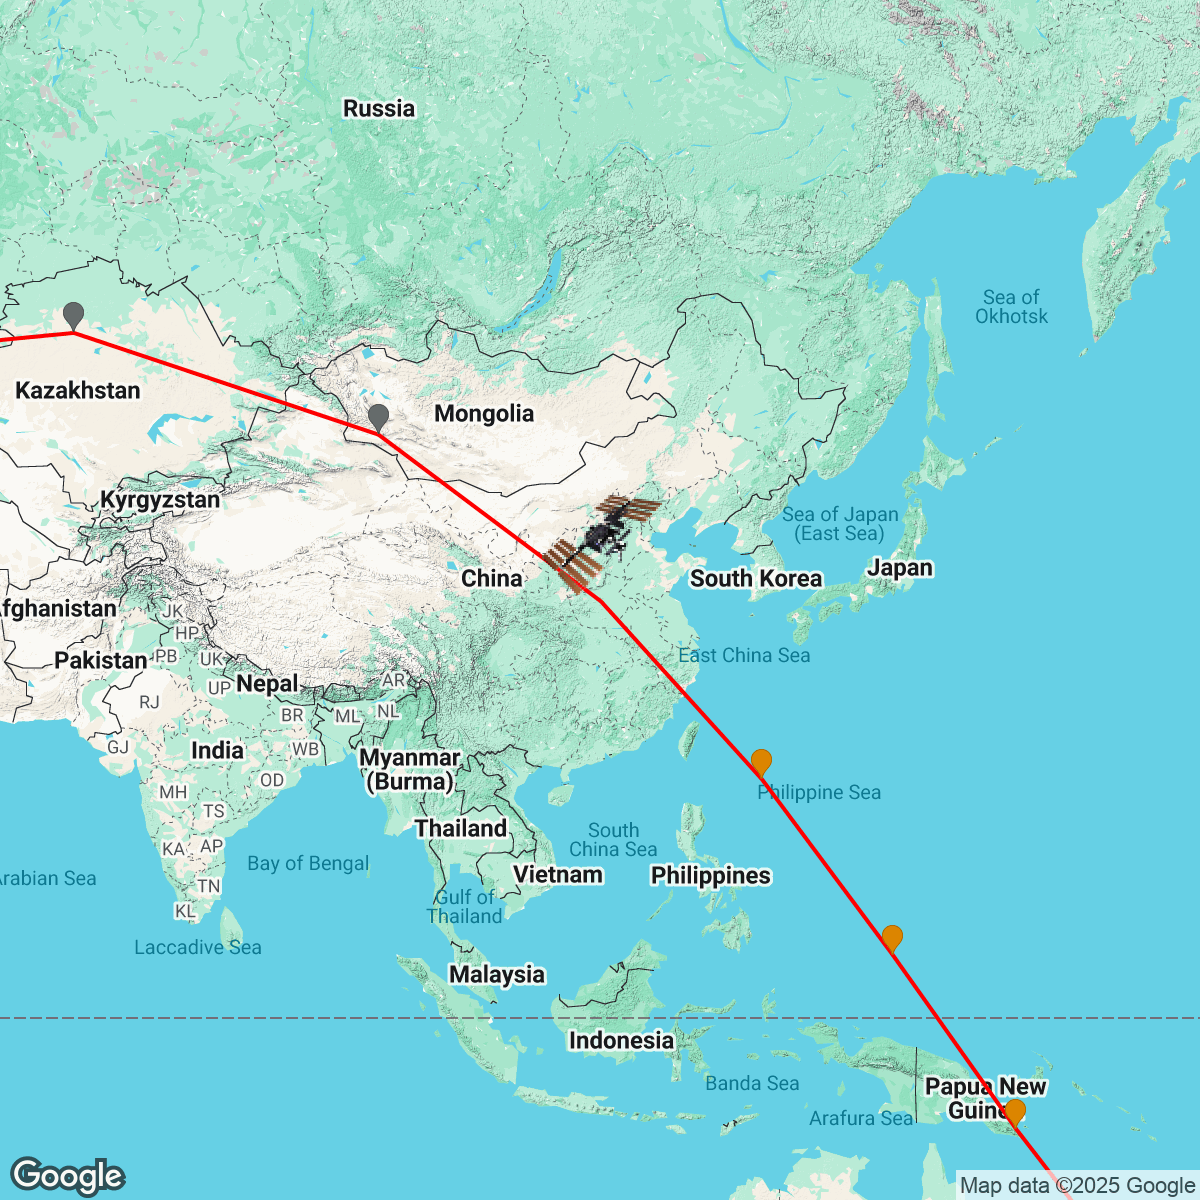 Russia
Sea of
Okhotsk
Kazakhstan
Mongolia
Kyrgyzstan
Sea of Japan
(East Sea)
Japan
China
South Korea
Afghanistan
JK
HP
Pakistan
PB
UK
East China Sea
Nepal
AR
UP
RJ
NL
BR
ML
GJ
India
WB
Myanmar
(Burma)
OD
MH
Philippine Sea
TS
Thailand
South
China Sea
KA
AP
Bay of Bengal
Vietnam
Philippines
Arabian Sea
TN
Gulf of
Thailand
KL
Laccadive Sea
Malaysia
Indonesia
Banda Sea
Papua New
Guinea
Arafura Sea
Google
Map data ©2025 Google